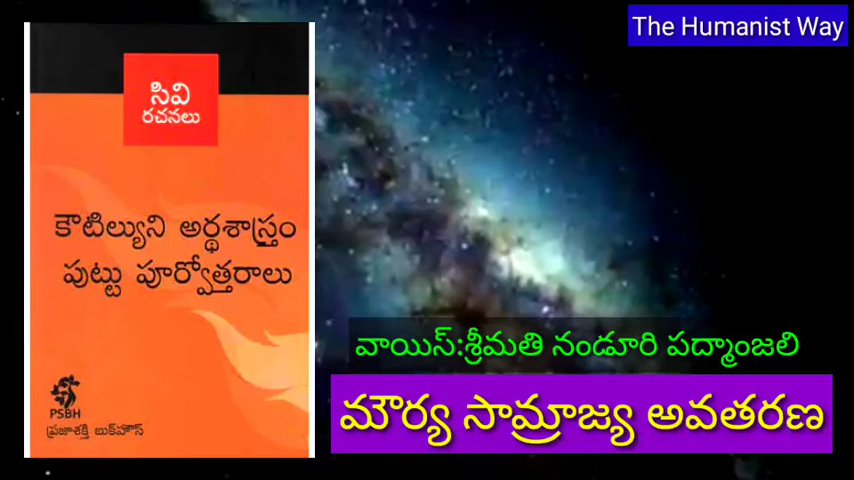 The Humanist Way
సివి
రచనలు
కౌటిల్యుని అర్థశాస్త్రం
పుట్టు పూర్వోత్తరాలు
PSBH
ప్రజాశక్తి బుక్‌హౌస్
వాయిస్:శ్రీమతి నండూరి పద్మాంజలి
మౌర్య సామ్రాజ్య అవతరణ